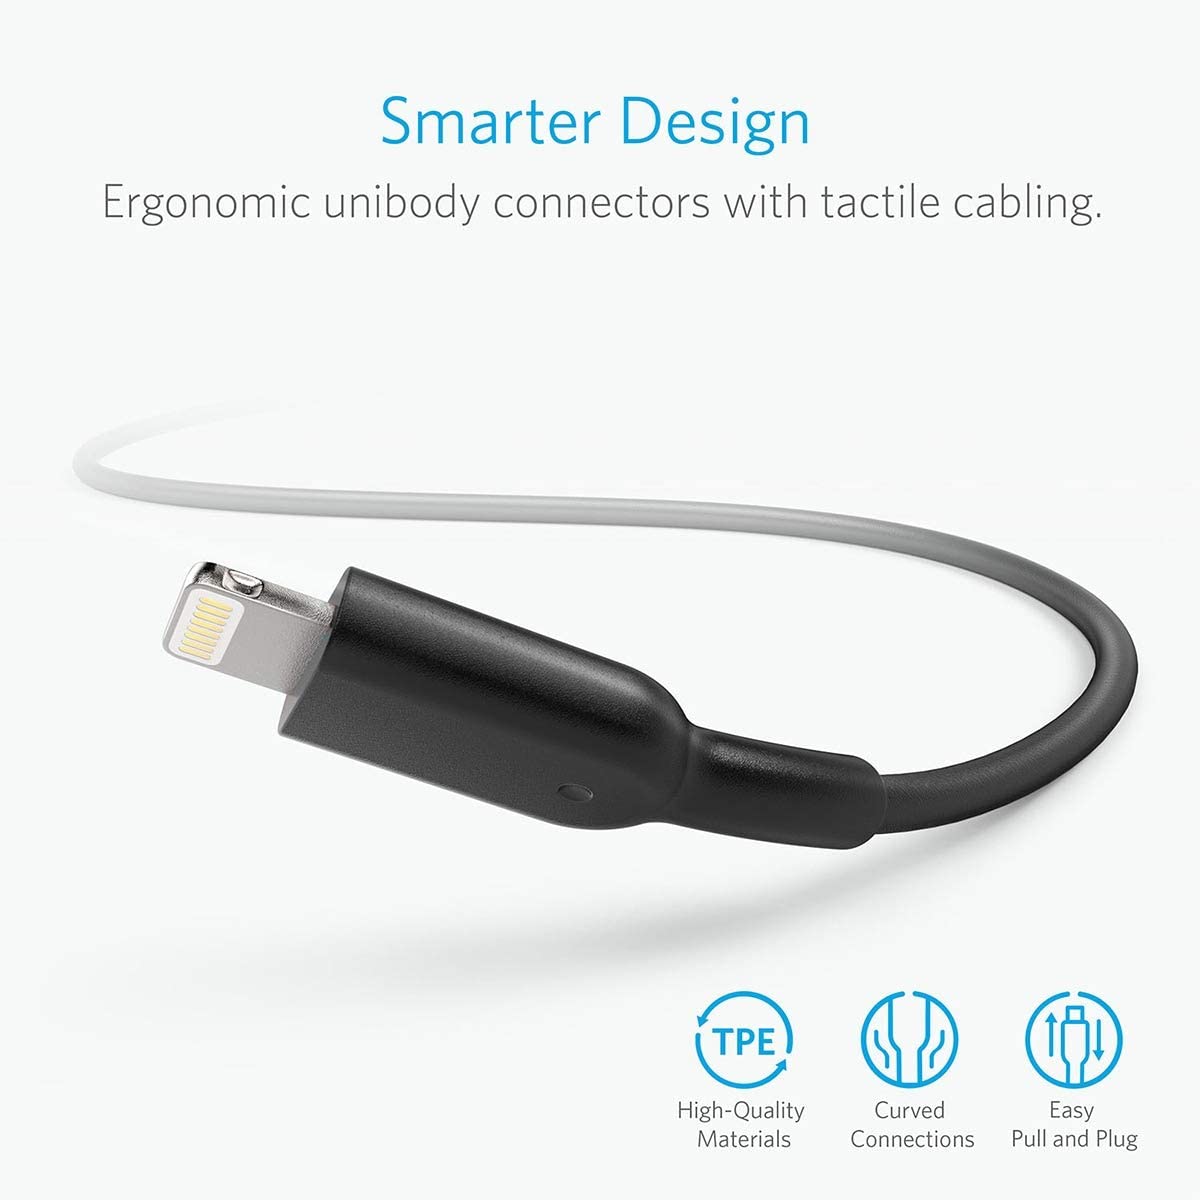 Smarter Design
Ergonomic unibody connectors with tactile cabling.
TPE
High-Quality
Materials
Curved
Connections
Easy
Pull and Plug